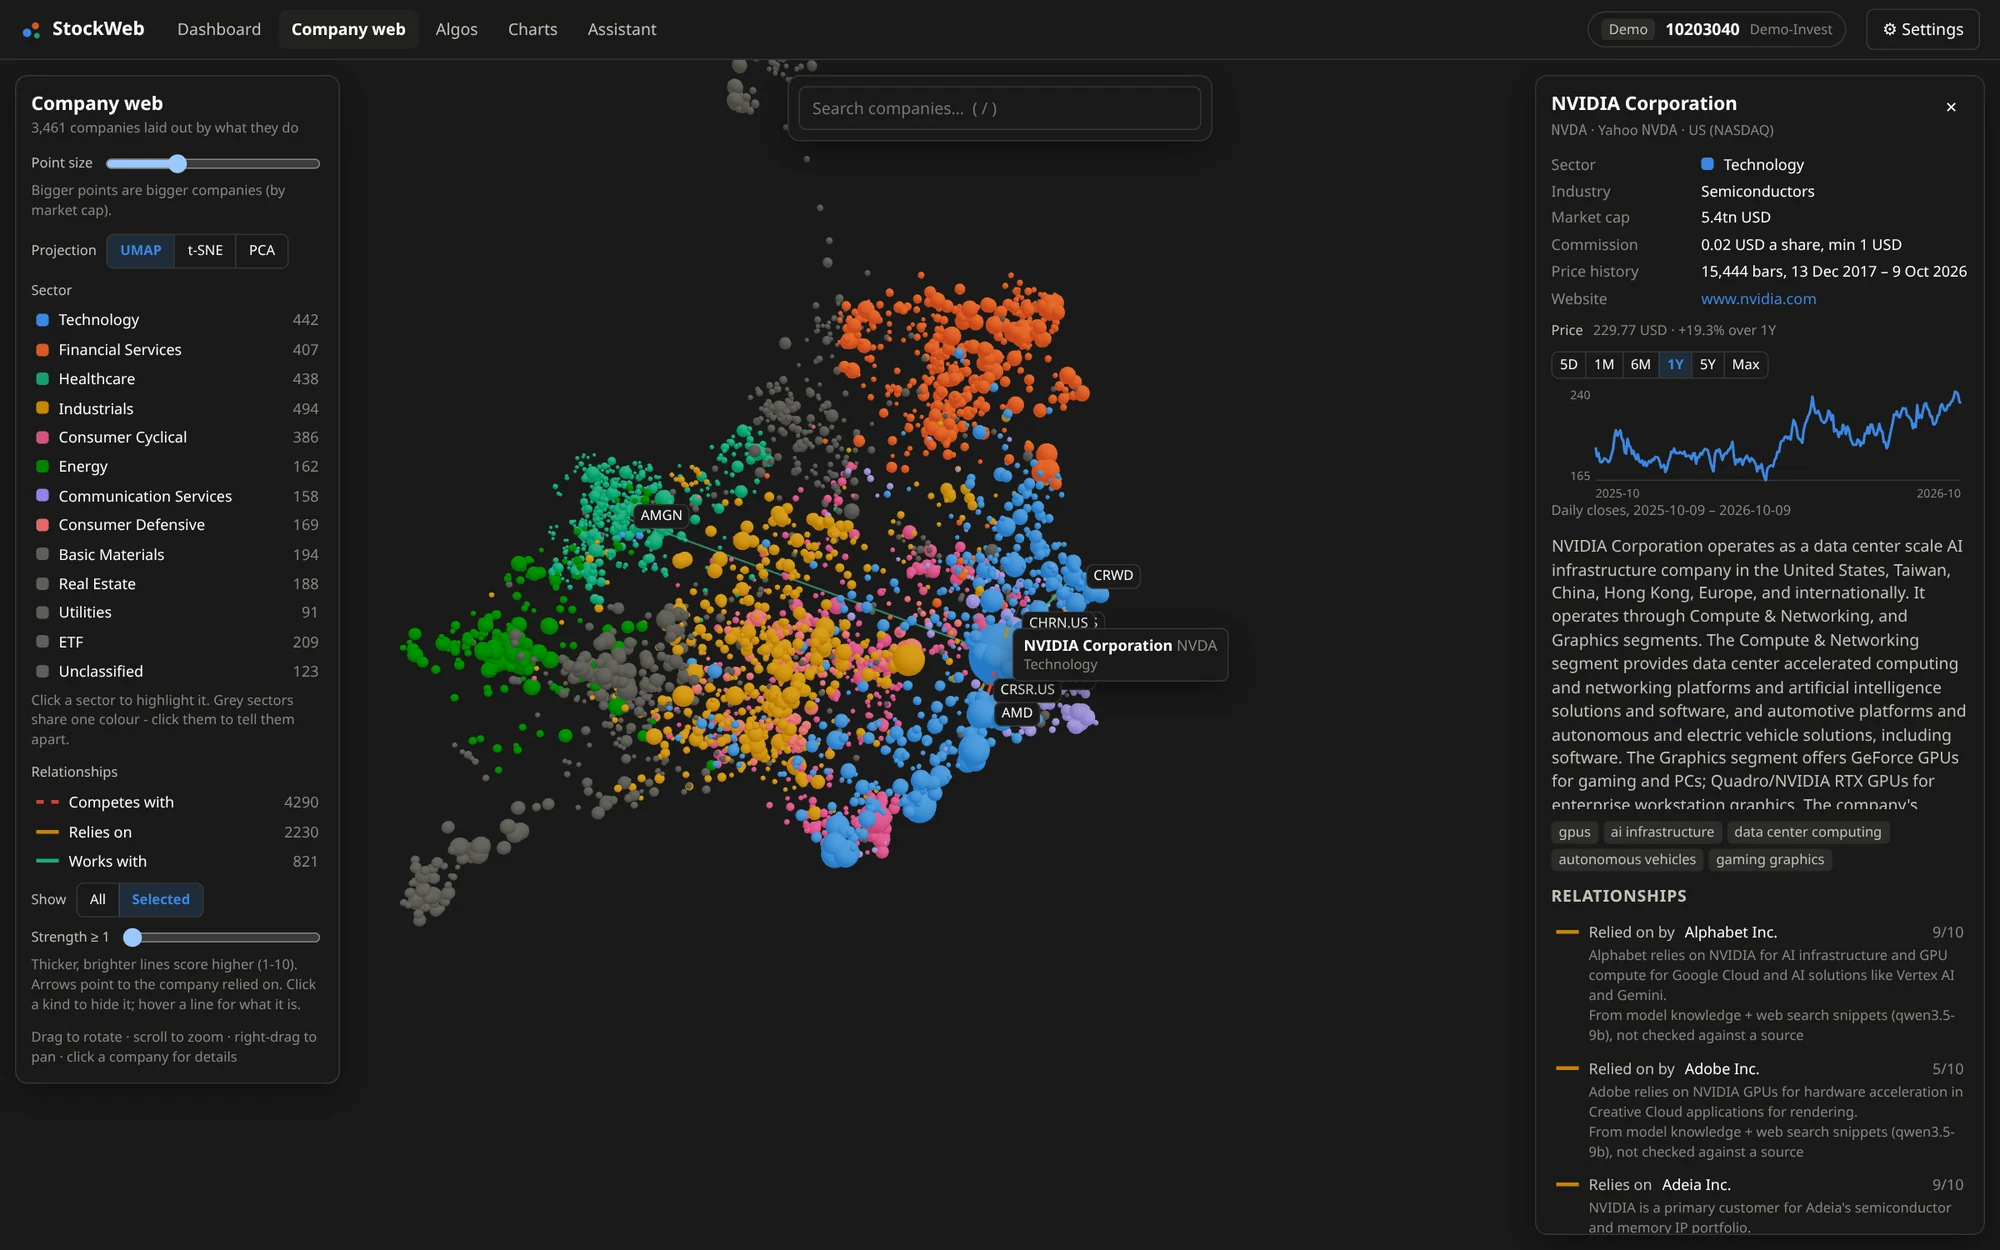 StockWeb
Dashboard
Company web
Algos
Charts
Assistant
Demo 10203040 Demo-Invest
⚙ Settings
Company web
3,461 companies laid out by what they do
Point size
Bigger points are bigger companies (by
market cap).
Projection UMAP t-SNE PCA
Sector
Technology 442
Financial Services 407
Healthcare 438
Industrials 494
Consumer Cyclical 386
Energy 162
Communication Services 158
Consumer Defensive 169
Basic Materials 194
Real Estate 188
Utilities 91
ETF 209
Unclassified 123
Click a sector to highlight it. Grey sectors
share one colour - click them to tell them
apart.
Relationships
Competes with 4290
Relies on 2230
Works with 821
Show All Selected
Strength ≥ 1
Thicker, brighter lines score higher (1-10).
Arrows point to the company relied on. Click
a kind to hide it; hover a line for what it is.
Drag to rotate · scroll to zoom · right-drag to
pan · click a company for details
Search companies... ( / )
AMGN
CRWD
CHRN.US
NVIDIA Corporation NVDA
Technology
CRSR.US
AMD
NVIDIA Corporation
×
NVDA · Yahoo NVDA · US (NASDAQ)
Sector Technology
Industry Semiconductors
Market cap 5.4tn USD
Commission 0.02 USD a share, min 1 USD
Price history 15,444 bars, 13 Dec 2017 – 9 Oct 2026
Website www.nvidia.com
Price 229.77 USD · +19.3% over 1Y
5D 1M 6M 1Y 5Y Max
240
165
2025-10 2026-10
Daily closes, 2025-10-09 – 2026-10-09
NVIDIA Corporation operates as a data center scale AI
infrastructure company in the United States, Taiwan,
China, Hong Kong, Europe, and internationally. It
operates through Compute & Networking, and
Graphics segments. The Compute & Networking
segment provides data center accelerated computing
and networking platforms and artificial intelligence
solutions and software, and automotive platforms and
autonomous and electric vehicle solutions, including
software. The Graphics segment offers GeForce GPUs
for gaming and PCs; Quadro/NVIDIA RTX GPUs for
enterprise workstation graphics. The company's
gpus
ai infrastructure
data center computing
autonomous vehicles
gaming graphics
RELATIONSHIPS
Relied on by Alphabet Inc. 9/10
Alphabet relies on NVIDIA for AI infrastructure and GPU
compute for Google Cloud and AI solutions like Vertex AI
and Gemini.
From model knowledge + web search snippets (qwen3.5-
9b), not checked against a source
Relied on by Adobe Inc. 5/10
Adobe relies on NVIDIA GPUs for hardware acceleration in
Creative Cloud applications for rendering.
From model knowledge + web search snippets (qwen3.5-
9b), not checked against a source
Relies on Adeia Inc. 9/10
NVIDIA is a primary customer for Adeia's semiconductor
and memory IP portfolio.